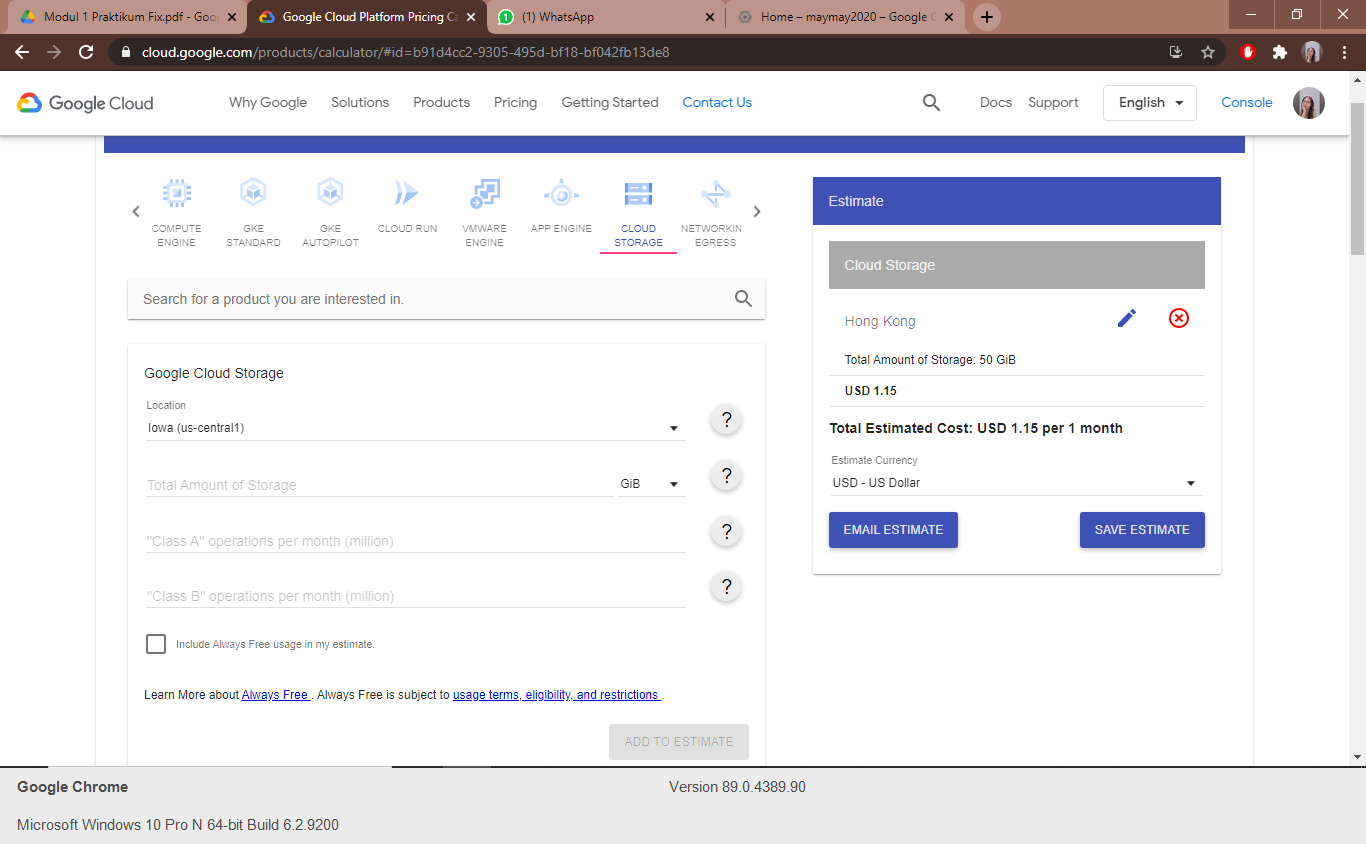 Modul 1 Praktikum Fix.pdf - Goo
Google Cloud Platform Pricing Ca
(1) WhatsApp
Home – maymay2020 – Google C
cloud.google.com/products/calculator/#id=b91d4cc2-9305-495d-bf18-bf042fb13de8
Google Cloud
Why Google
Solutions
Products
Pricing
Getting Started
Contact Us
Docs
Support
English
Console
COMPUTE
ENGINE
GKE
STANDARD
GKE
AUTOPILOT
CLOUD RUN
VMWARE
ENGINE
APP ENGINE
CLOUD
STORAGE
NETWORKIN
EGRESS
Search for a product you are interested in.
Google Cloud Storage
Location
Iowa (us-central1)
?
Total Amount of Storage
GiB
?
"Class A" operations per month (million)
?
"Class B" operations per month (million)
?
Include Always Free usage in my estimate.
Learn More about Always Free . Always Free is subject to usage terms, eligibility, and restrictions .
ADD TO ESTIMATE
Estimate
Cloud Storage
Hong Kong
Total Amount of Storage: 50 GiB
USD 1.15
Total Estimated Cost: USD 1.15 per 1 month
Estimate Currency
USD - US Dollar
EMAIL ESTIMATE
SAVE ESTIMATE
Google Chrome
Version 89.0.4389.90
Microsoft Windows 10 Pro N 64-bit Build 6.2.9200